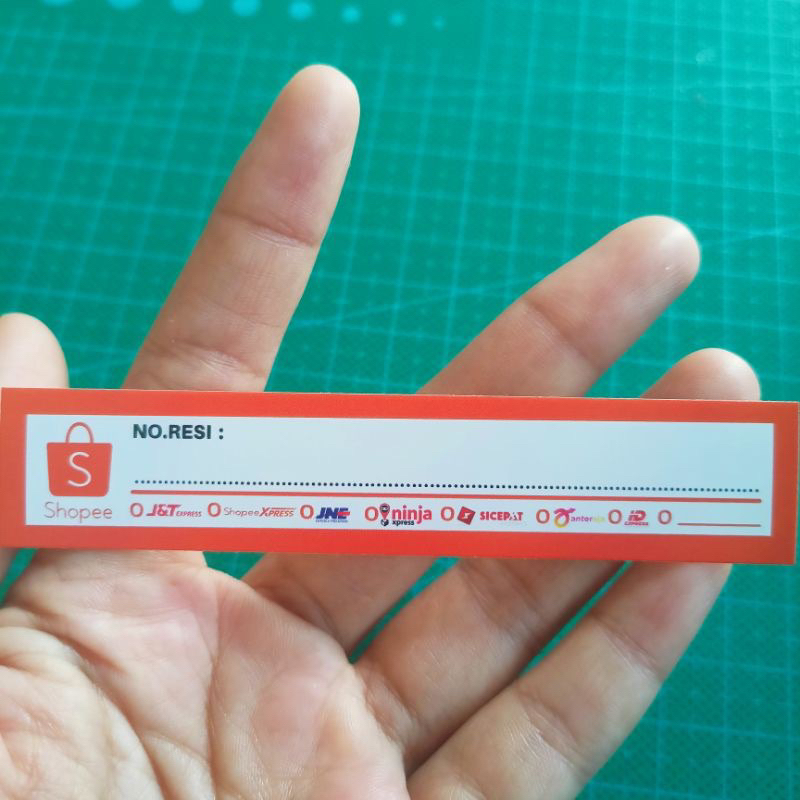 NO.RESI :
S
Shopee
O J&T EXPRESS O Shopee XPRESS O JNE O ninja xpress O SICEPAT O anteraja O ID EXPRESS O